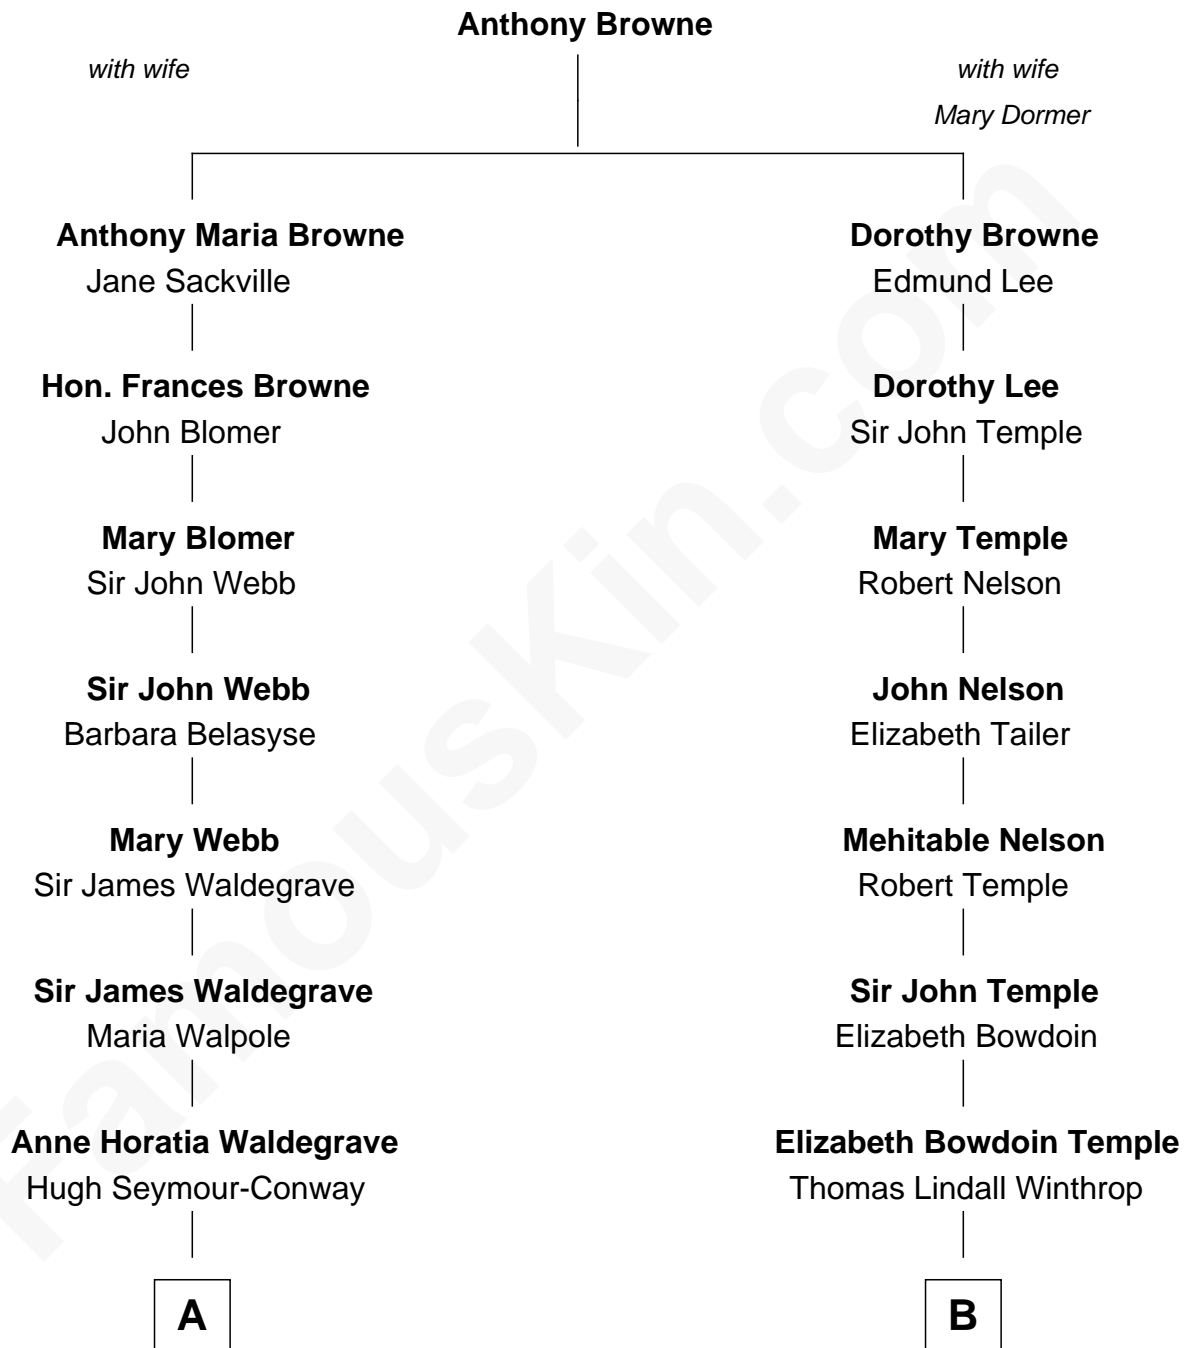 Anthony Browne
with wife
with wife
Mary Dormer
Anthony Maria Browne
Jane Sackville
Dorothy Browne
Edmund Lee
Hon. Frances Browne
John Blomer
Dorothy Lee
Sir John Temple
Mary Blomer
Sir John Webb
Mary Temple
Robert Nelson
Sir John Webb
Barbara Belasyse
John Nelson
Elizabeth Tailer
Mary Webb
Sir James Waldegrave
Mehitable Nelson
Robert Temple
Sir James Waldegrave
Maria Walpole
Sir John Temple
Elizabeth Bowdoin
Anne Horatia Waldegrave
Hugh Seymour-Conway
Elizabeth Bowdoin Temple
Thomas Lindall Winthrop
A
B
FamousKin.com